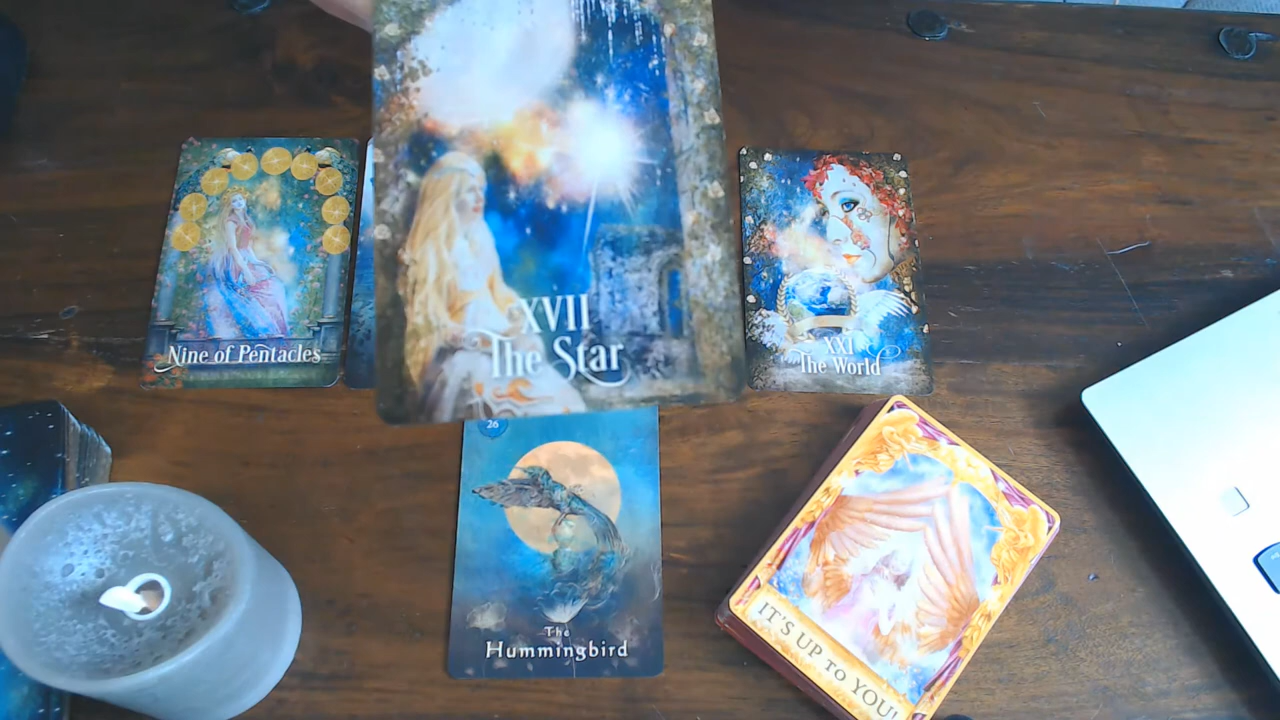 XVII
The Star
Nine of Pentacles
XXI
The World
26
The
Hummingbird
IT'S UP to YOU!